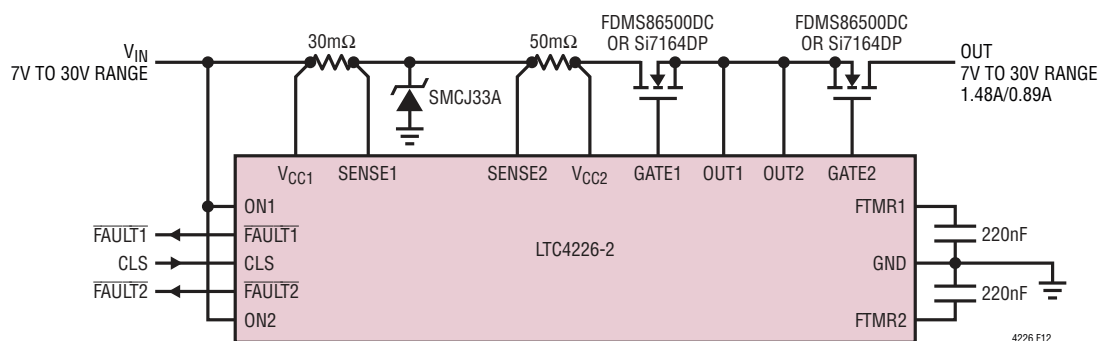 FDMS86500DC
OR Si7164DP
FDMS86500DC
OR Si7164DP
VIN
7V TO 30V RANGE
30mΩ
50mΩ
OUT
7V TO 30V RANGE
1.48A/0.89A
SMCJ33A
VCC1
SENSE1
SENSE2
VCC2
GATE1
OUT1
OUT2
GATE2
ON1
FTMR1
FAULT1
FAULT1
220nF
CLS
CLS
LTC4226-2
GND
FAULT2
FAULT2
220nF
ON2
FTMR2
4226 F12